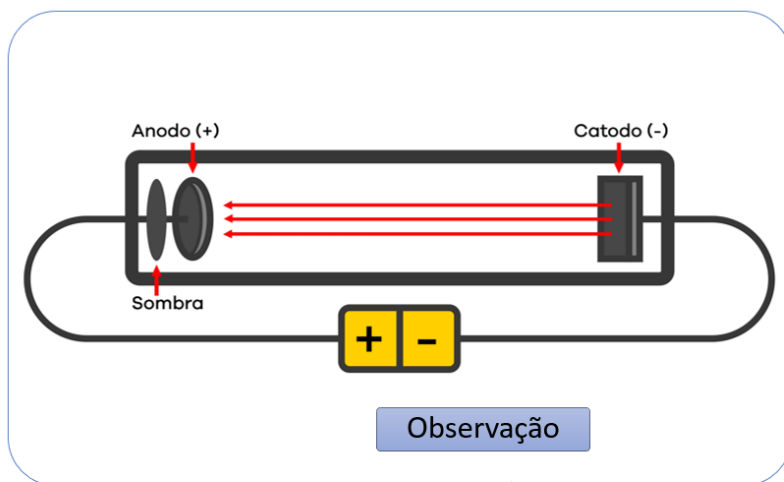 Anodo (+)
Catodo (-)
Sombra
+ -
Observação